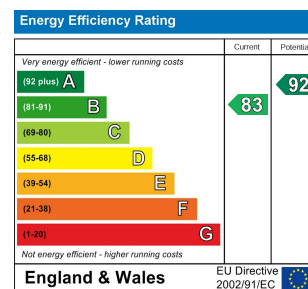 Energy Efficiency Rating
Current Potentia
Very energy efficient - lower running costs
(92 plus) A 92
(81-91) B 83
(69-80) C
(55-68) D
(39-54) E
(21-38) F
(1-20) G
Not energy efficient - higher running costs
England & Wales
EU Directive
2002/91/EC